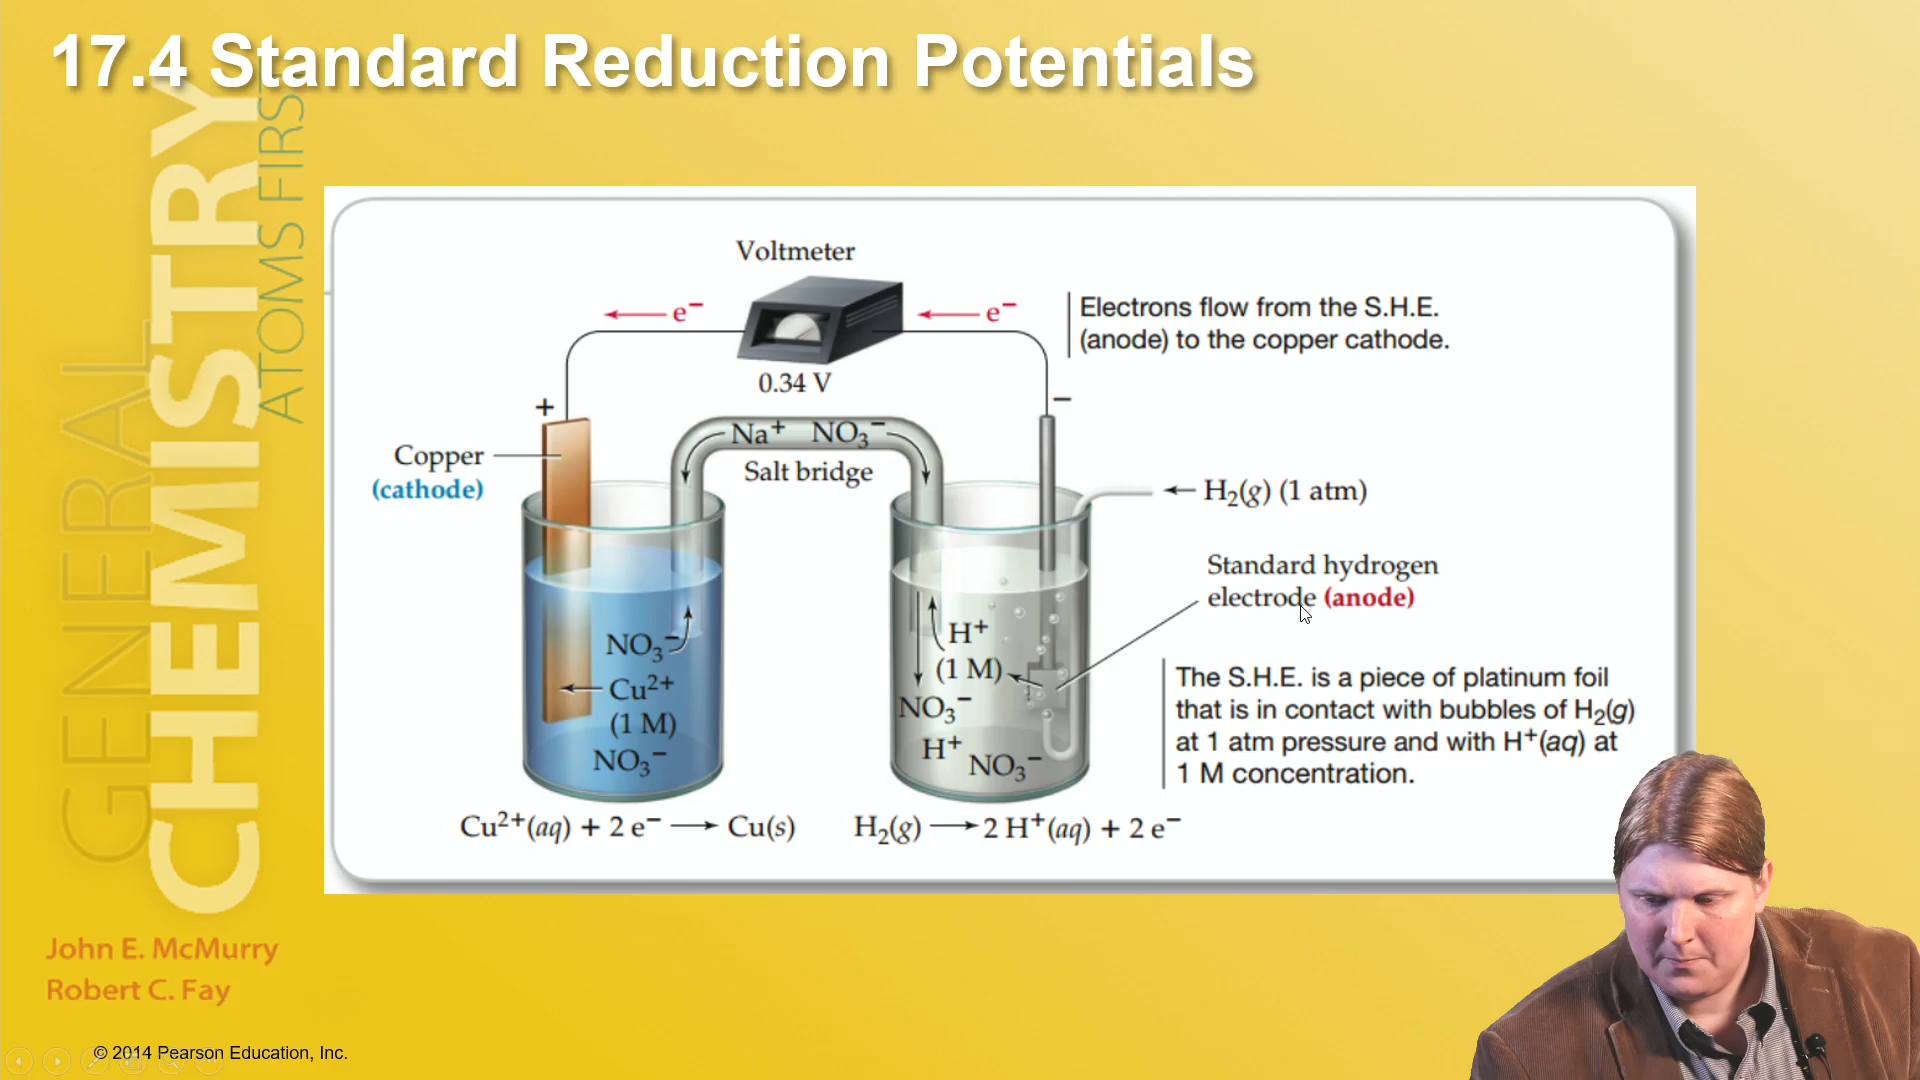 17.4 Standard Reduction Potentials
GENERAL
CHEMISTRY
ATOMS FIRST
Voltmeter
e⁻
e⁻
Electrons flow from the S.H.E.
(anode) to the copper cathode.
0.34 V
+
−
Copper
(cathode)
Na⁺ NO₃⁻
Salt bridge
H₂(g) (1 atm)
Standard hydrogen
electrode (anode)
NO₃⁻
Cu²⁺
(1 M)
NO₃⁻
H⁺
(1 M)
NO₃⁻
H⁺
NO₃⁻
The S.H.E. is a piece of platinum foil
that is in contact with bubbles of H₂(g)
at 1 atm pressure and with H⁺(aq) at
1 M concentration.
Cu²⁺(aq) + 2 e⁻ ⟶ Cu(s)
H₂(g) ⟶ 2 H⁺(aq) + 2 e⁻
John E. McMurry
Robert C. Fay
© 2014 Pearson Education, Inc.